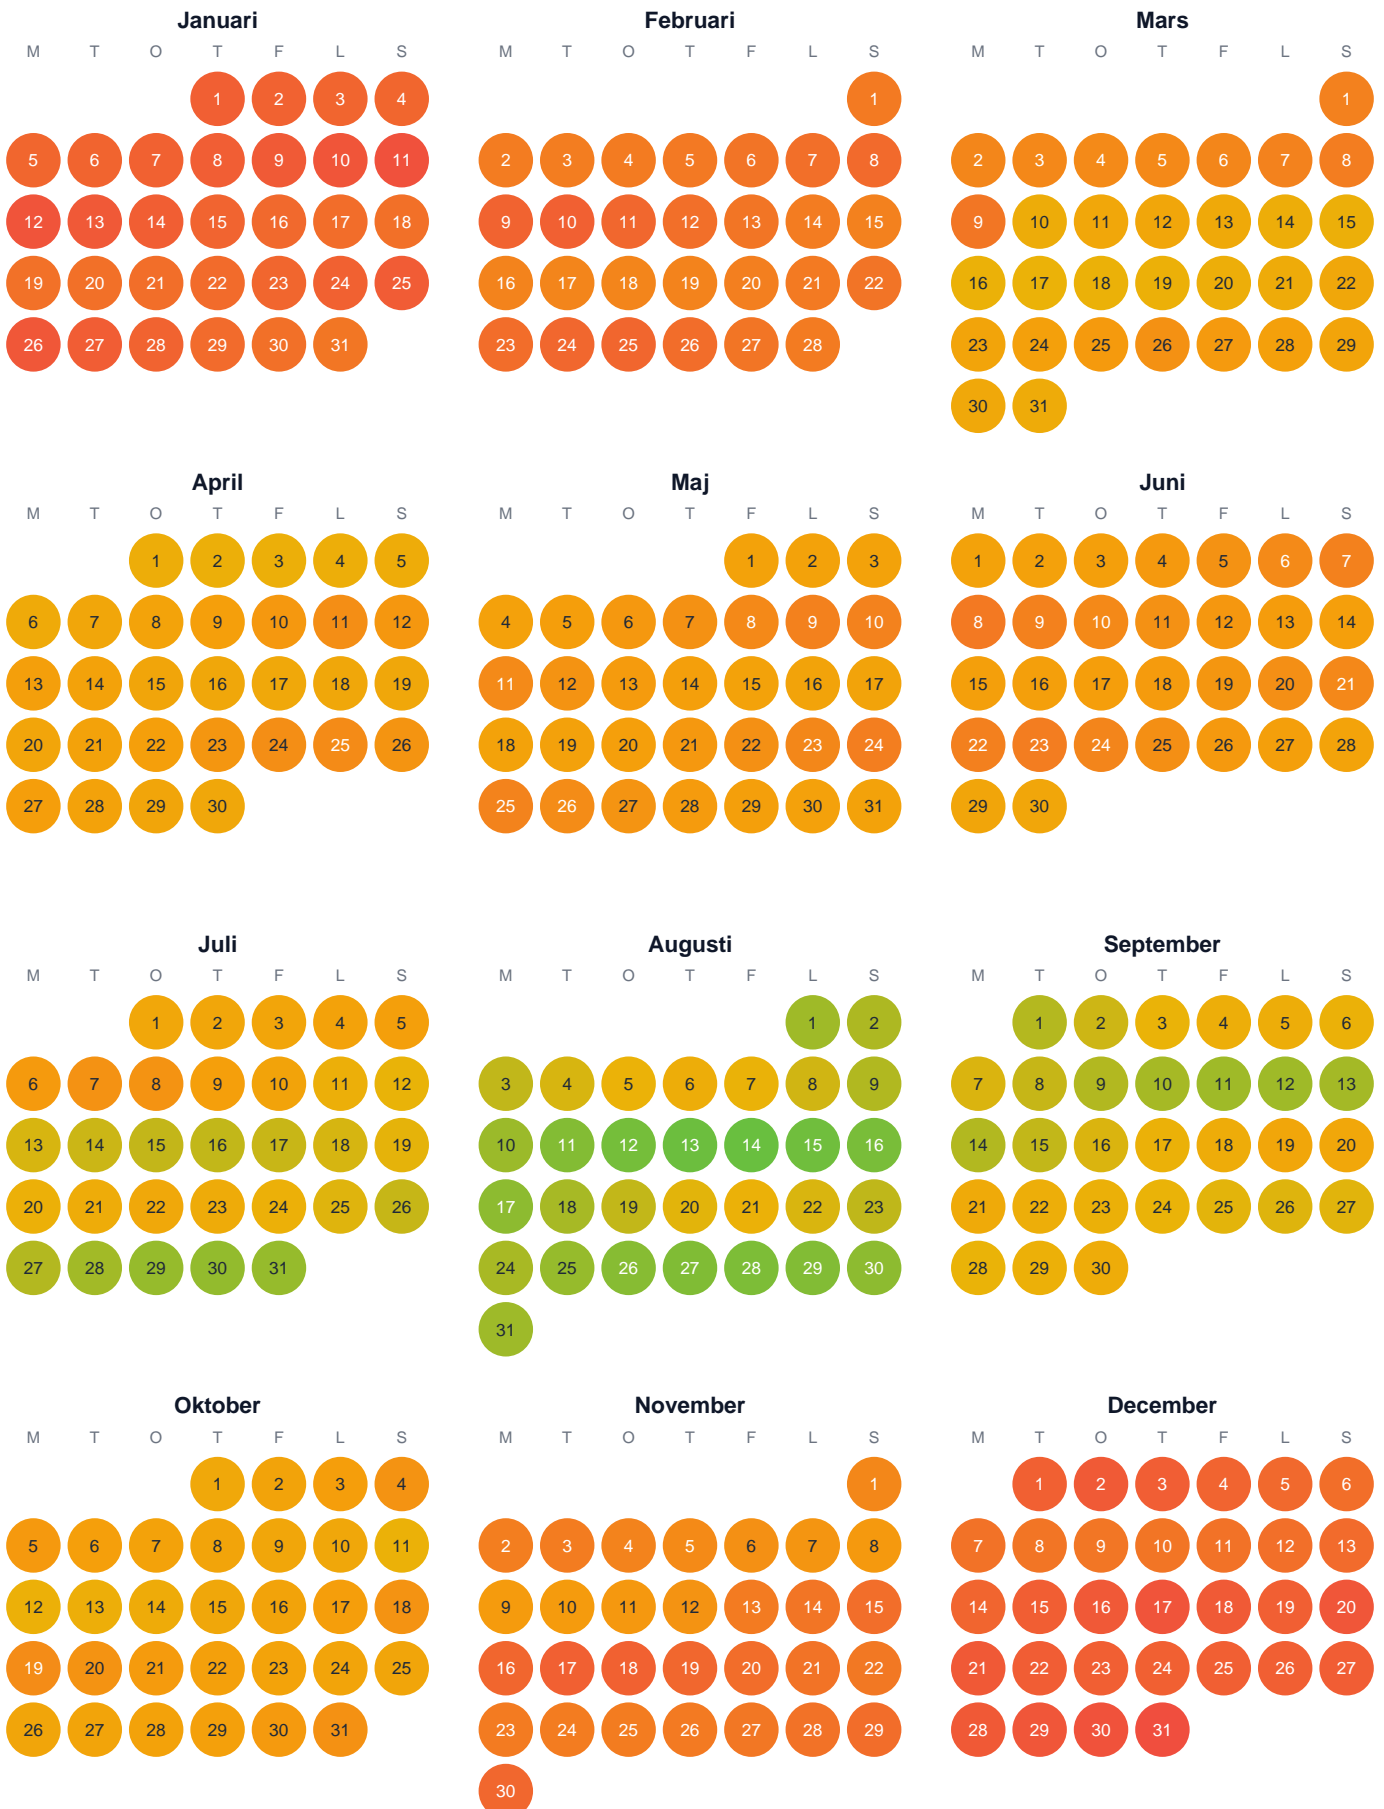 Januari Februari Mars
M T O T F L S M T O T F L S M T O T F L S
1 2 3 4 1 1
5 6 7 8 9 10 11 2 3 4 5 6 7 8 2 3 4 5 6 7 8
12 13 14 15 16 17 18 9 10 11 12 13 14 15 9 10 11 12 13 14 15
19 20 21 22 23 24 25 16 17 18 19 20 21 22 16 17 18 19 20 21 22
26 27 28 29 30 31 23 24 25 26 27 28 23 24 25 26 27 28 29
30 31
April Maj Juni
M T O T F L S M T O T F L S M T O T F L S
1 2 3 4 5 1 2 3 1 2 3 4 5 6 7
6 7 8 9 10 11 12 4 5 6 7 8 9 10 8 9 10 11 12 13 14
13 14 15 16 17 18 19 11 12 13 14 15 16 17 15 16 17 18 19 20 21
20 21 22 23 24 25 26 18 19 20 21 22 23 24 22 23 24 25 26 27 28
27 28 29 30 25 26 27 28 29 30 31 29 30
Juli Augusti September
M T O T F L S M T O T F L S M T O T F L S
1 2 3 4 5 1 2 1 2 3 4 5 6
6 7 8 9 10 11 12 3 4 5 6 7 8 9 7 8 9 10 11 12 13
13 14 15 16 17 18 19 10 11 12 13 14 15 16 14 15 16 17 18 19 20
20 21 22 23 24 25 26 17 18 19 20 21 22 23 21 22 23 24 25 26 27
27 28 29 30 31 24 25 26 27 28 29 30 28 29 30
31
Oktober November December
M T O T F L S M T O T F L S M T O T F L S
1 2 3 4 1 1 2 3 4 5 6
5 6 7 8 9 10 11 2 3 4 5 6 7 8 7 8 9 10 11 12 13
12 13 14 15 16 17 18 9 10 11 12 13 14 15 14 15 16 17 18 19 20
19 20 21 22 23 24 25 16 17 18 19 20 21 22 21 22 23 24 25 26 27
26 27 28 29 30 31 23 24 25 26 27 28 29 28 29 30 31
30